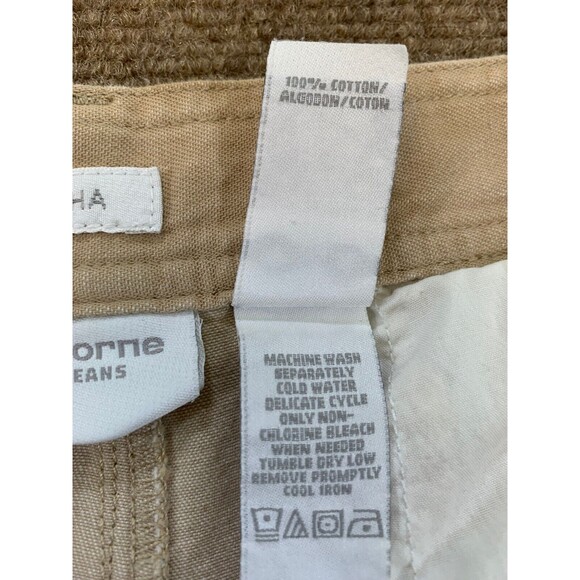 100% COTTON/
ALGODON/COTON
HA
orne
EANS
MACHINE WASH
SEPARATELY
COLD WATER
DELICATE CYCLE
ONLY NON-
CHLORINE BLEACH
WHEN NEEDED
TUMBLE DRY LOW
REMOVE PROMPTLY
COOL IRON